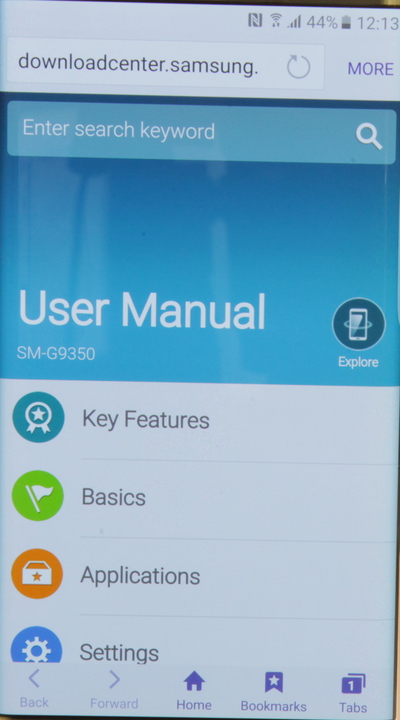 44% 12:13
downloadcenter.samsung.
MORE
Enter search keyword
User Manual
SM-G9350
Explore
Key Features
Basics
Applications
Settings
Back Forward Home Bookmarks 1 Tabs